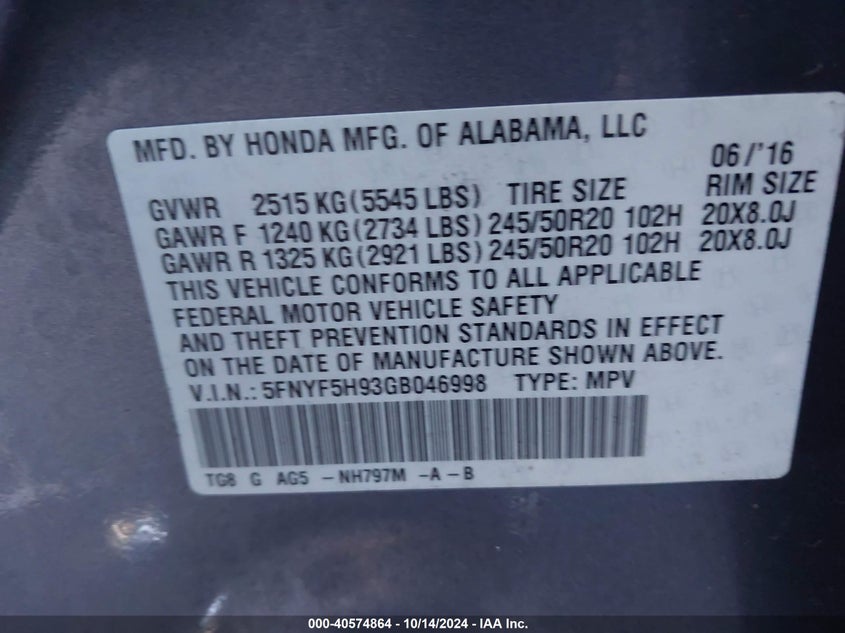 MFD. BY HONDA MFG. OF ALABAMA, LLC
06/'16
GVWR 2515 KG (5545 LBS) TIRE SIZE RIM SIZE
GAWR F 1240 KG (2734 LBS) 245/50R20 102H 20X8.0J
GAWR R 1325 KG (2921 LBS) 245/50R20 102H 20X8.0J
THIS VEHICLE CONFORMS TO ALL APPLICABLE
FEDERAL MOTOR VEHICLE SAFETY
AND THEFT PREVENTION STANDARDS IN EFFECT
ON THE DATE OF MANUFACTURE SHOWN ABOVE.
V.I.N.: 5FNYF5H93GB046998 TYPE: MPV
TG8 G AG5 -NH797M -A-B
000-40574864 / 10/14/2024 - IAA Inc.